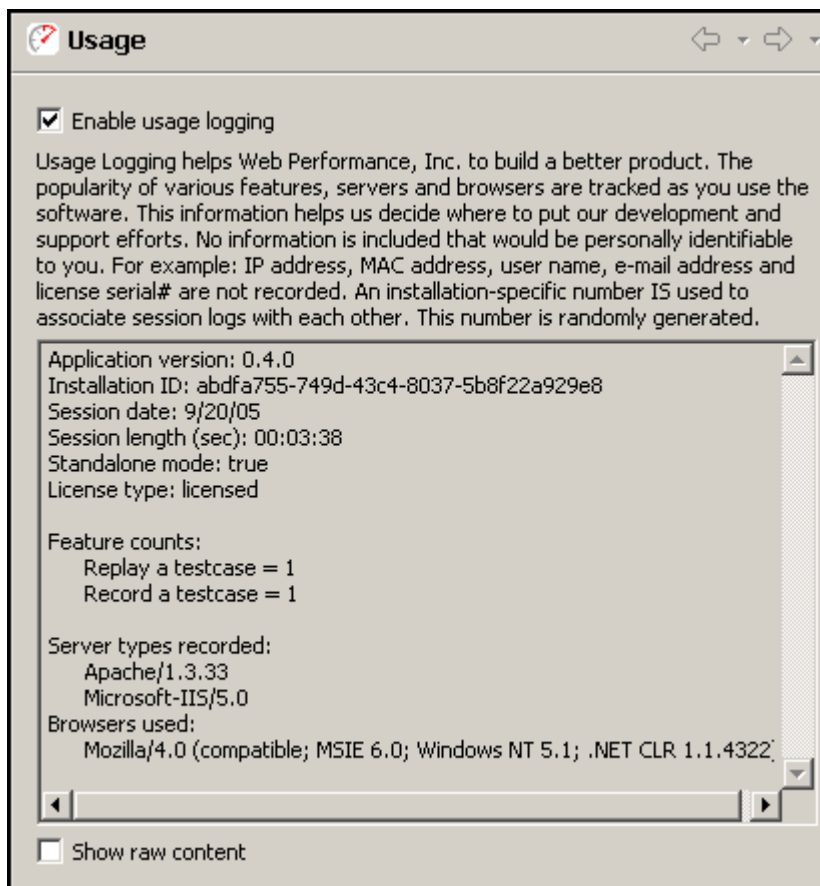 Usage
Enable usage logging
Usage Logging helps Web Performance, Inc. to build a better product. The
popularity of various features, servers and browsers are tracked as you use the
software. This information helps us decide where to put our development and
support efforts. No information is included that would be personally identifiable
to you. For example: IP address, MAC address, user name, e-mail address and
license serial# are not recorded. An installation-specific number IS used to
associate session logs with each other. This number is randomly generated.
Application version: 0.4.0
Installation ID: abdfa755-749d-43c4-8037-5b8f22a929e8
Session date: 9/20/05
Session length (sec): 00:03:38
Standalone mode: true
License type: licensed
Feature counts:
Replay a testcase = 1
Record a testcase = 1
Server types recorded:
Apache/1.3.33
Microsoft-IIS/5.0
Browsers used:
Mozilla/4.0 (compatible; MSIE 6.0; Windows NT 5.1; .NET CLR 1.1.4322)
Show raw content